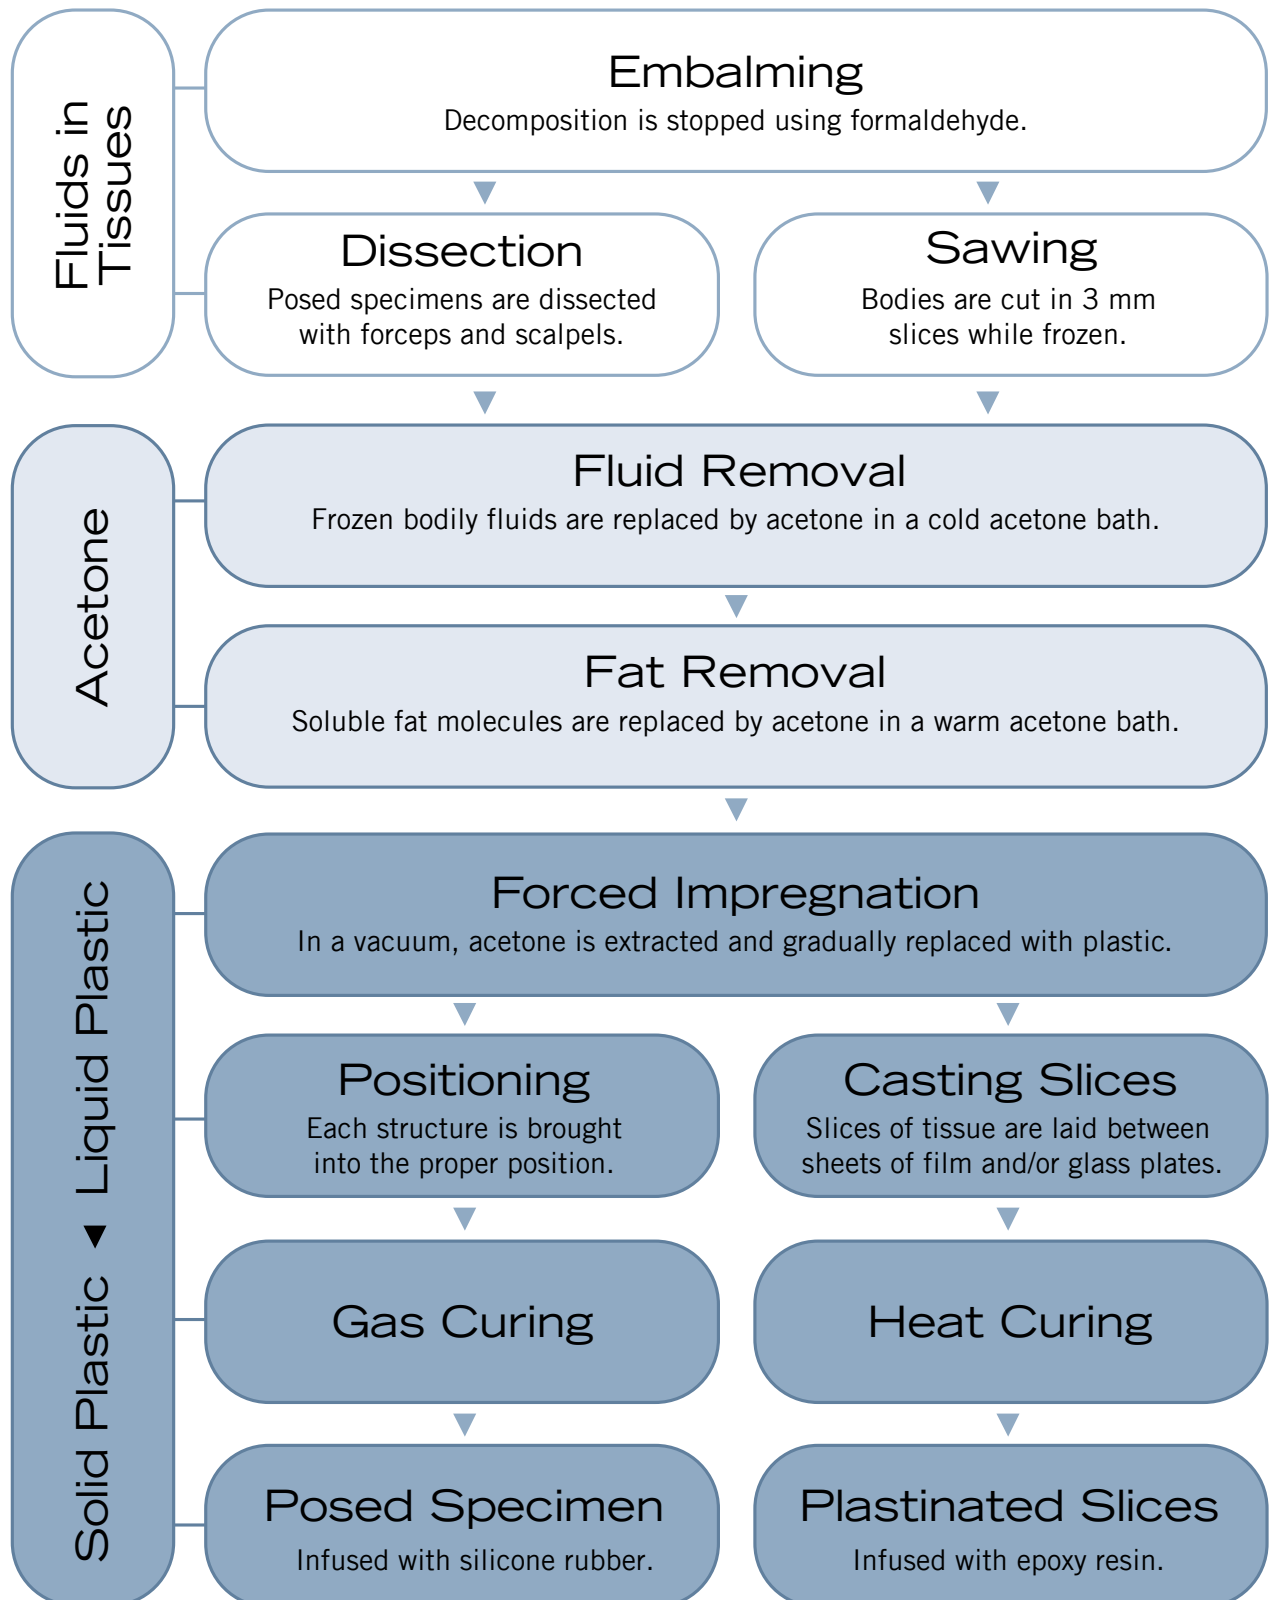 Fluids in
Tissues
Embalming
Decomposition is stopped using formaldehyde.
Dissection
Posed specimens are dissected
with forceps and scalpels.
Sawing
Bodies are cut in 3 mm
slices while frozen.
Acetone
Fluid Removal
Frozen bodily fluids are replaced by acetone in a cold acetone bath.
Fat Removal
Soluble fat molecules are replaced by acetone in a warm acetone bath.
Solid Plastic ◀ Liquid Plastic
Forced Impregnation
In a vacuum, acetone is extracted and gradually replaced with plastic.
Positioning
Each structure is brought
into the proper position.
Casting Slices
Slices of tissue are laid between
sheets of film and/or glass plates.
Gas Curing
Heat Curing
Posed Specimen
Infused with silicone rubber.
Plastinated Slices
Infused with epoxy resin.